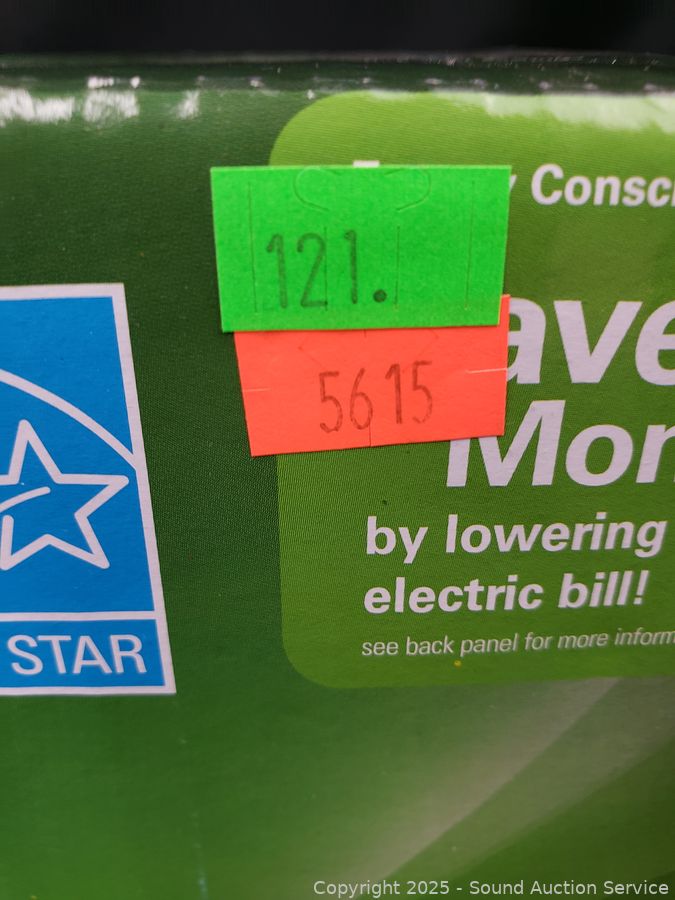 y Consci
121.
5615
ave
Mon
by lowering
electric bill!
see back panel for more inform
STAR
Copyright 2025 - Sound Auction Service